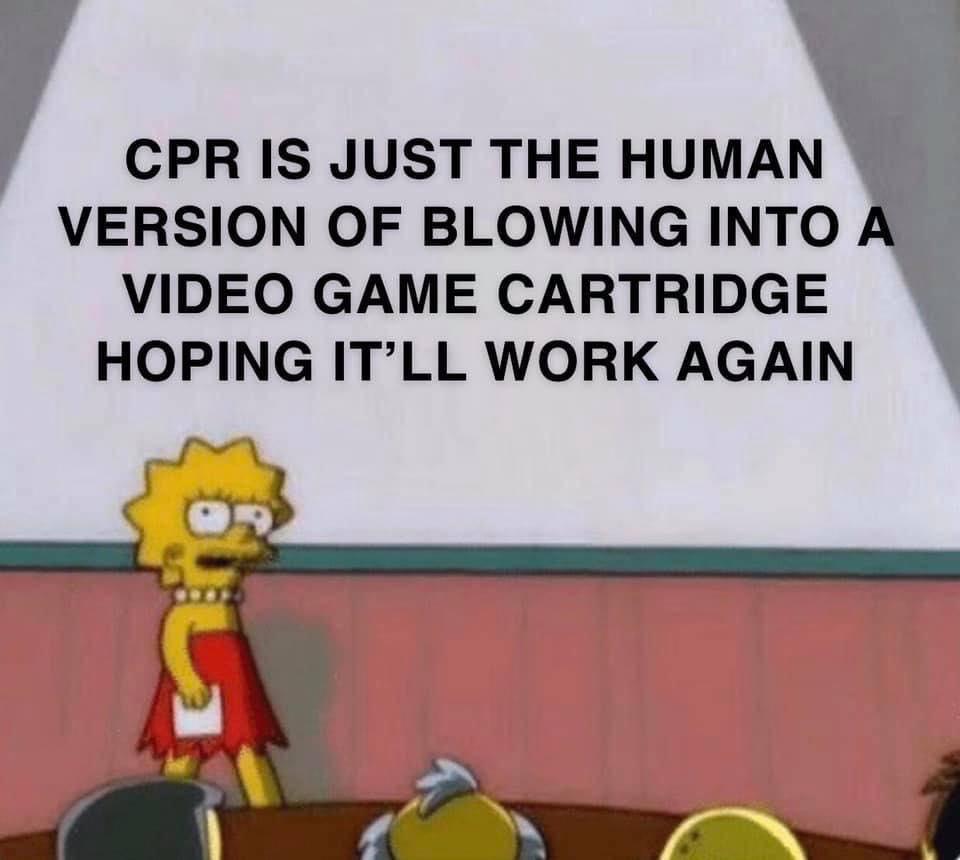 CPR IS JUST THE HUMAN
VERSION OF BLOWING INTO A
VIDEO GAME CARTRIDGE
HOPING IT’LL WORK AGAIN